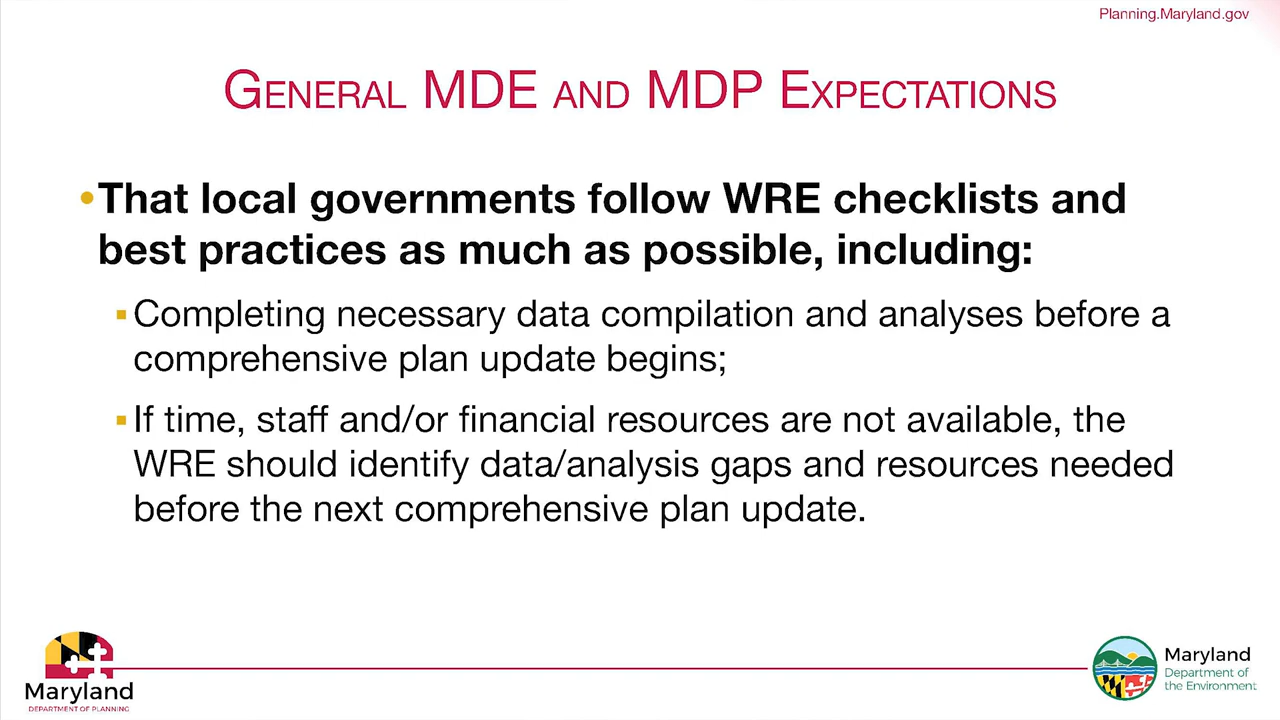 Planning.Maryland.gov
GENERAL MDE AND MDP EXPECTATIONS
•That local governments follow WRE checklists and
best practices as much as possible, including:
▪Completing necessary data compilation and analyses before a
comprehensive plan update begins;
▪If time, staff and/or financial resources are not available, the
WRE should identify data/analysis gaps and resources needed
before the next comprehensive plan update.
Maryland
DEPARTMENT OF PLANNING
Maryland
Department of
the Environment